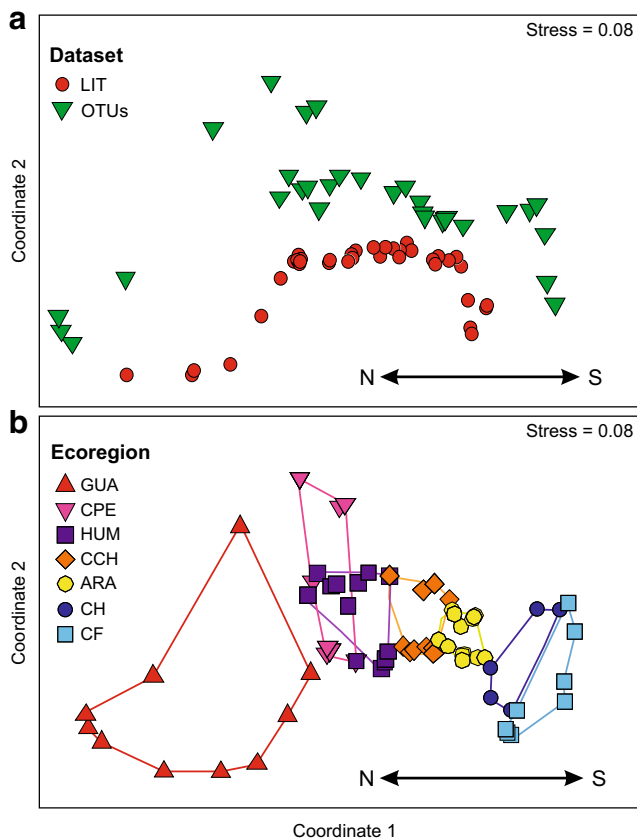 a
Stress = 0.08
Dataset
LIT
OTUs
Coordinate 2
N S
b
Stress = 0.08
Ecoregion
GUA
CPE
HUM
CCH
ARA
CH
CF
Coordinate 2
N S
Coordinate 1